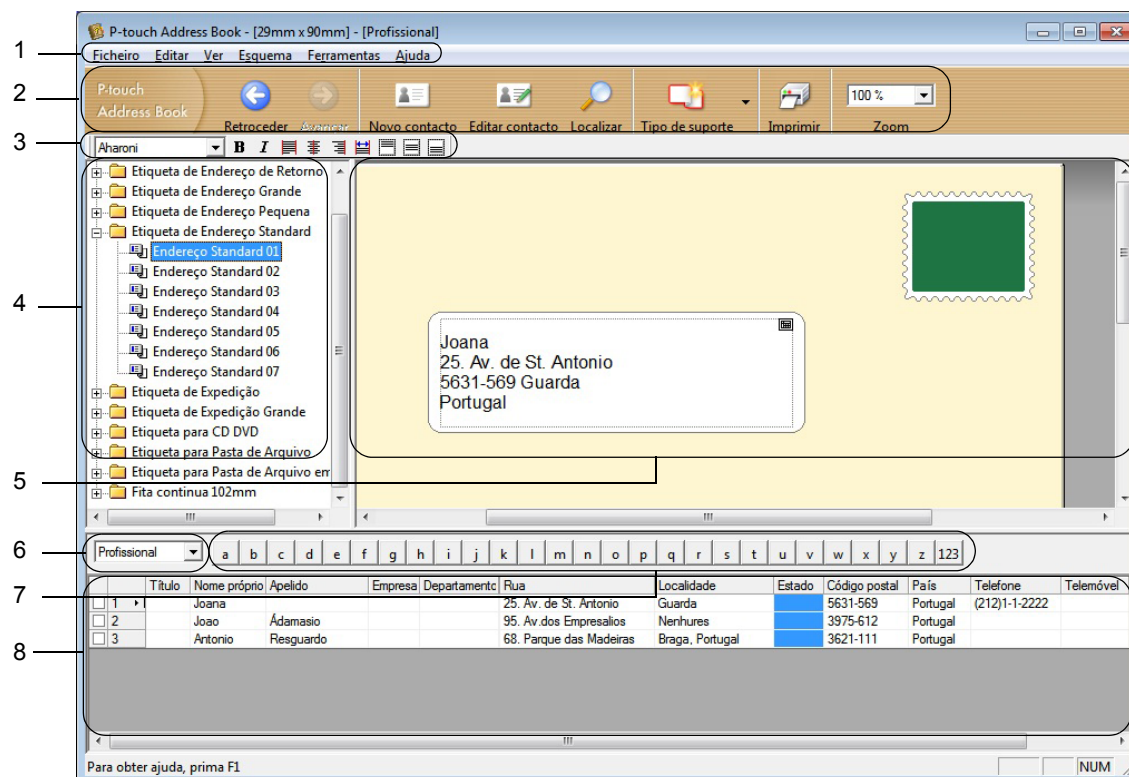 P-touch Address Book - [29mm x 90mm] - [Profissional]
1
Ficheiro Editar Ver Esquema Ferramentas Ajuda
2
P-touch
Address Book
100 %
Retroceder Avançar Novo contacto Editar contacto Localizar Tipo de suporte Imprimir Zoom
3
Aharoni B I
Etiqueta de Endereço de Retorno
Etiqueta de Endereço Grande
Etiqueta de Endereço Pequena
Etiqueta de Endereço Standard
Endereço Standard 01
Endereço Standard 02
Endereço Standard 03
4
Endereço Standard 04
Endereço Standard 05
Endereço Standard 06
Endereço Standard 07
Etiqueta de Expedição
Etiqueta de Expedição Grande
Etiqueta para CD DVD
Etiqueta para Pasta de Arquivo
Etiqueta para Pasta de Arquivo em
Fita continua 102mm
Joana
25. Av. de St. Antonio
5631-569 Guarda
Portugal
5
6
Profissional a b c d e f g h i j k l m n o p q r s t u v w x y z 123
7
Título Nome próprio Apelido Empresa Departamento Rua Localidade Estado Código postal País Telefone Telemóvel
1 Joana 25. Av. de St. Antonio Guarda 5631-569 Portugal (212)1-1-2222
2 Joao Ádamasio 95. Av.dos Empresalios Nenhures 3975-612 Portugal
3 Antonio Resguardo 68. Parque das Madeiras Braga, Portugal 3621-111 Portugal
8
Para obter ajuda, prima F1 NUM